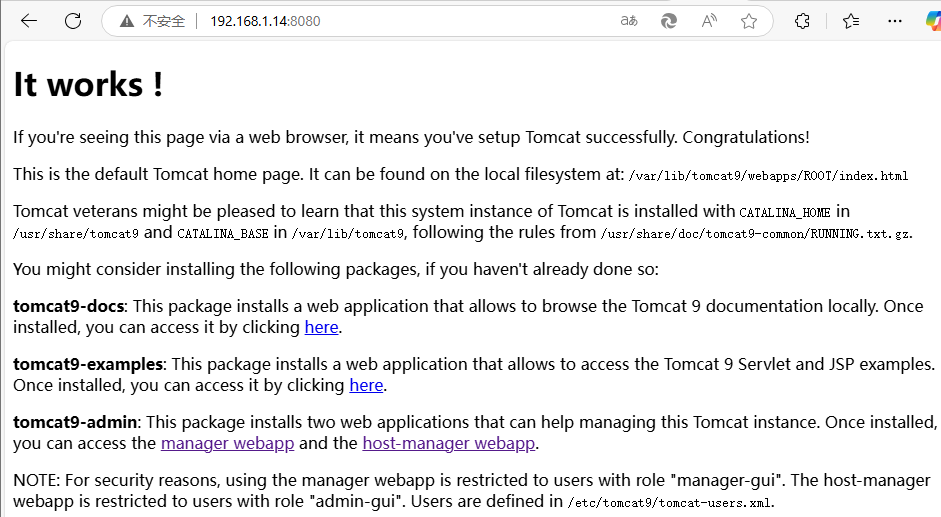 不安全 192.168.1.14:8080 aあ A
It works !
If you're seeing this page via a web browser, it means you've setup Tomcat successfully. Congratulations!
This is the default Tomcat home page. It can be found on the local filesystem at: /var/lib/tomcat9/webapps/ROOT/index.html
Tomcat veterans might be pleased to learn that this system instance of Tomcat is installed with CATALINA_HOME in
/usr/share/tomcat9 and CATALINA_BASE in /var/lib/tomcat9, following the rules from /usr/share/doc/tomcat9-common/RUNNING.txt.gz.
You might consider installing the following packages, if you haven't already done so:
tomcat9-docs: This package installs a web application that allows to browse the Tomcat 9 documentation locally. Once
installed, you can access it by clicking here.
tomcat9-examples: This package installs a web application that allows to access the Tomcat 9 Servlet and JSP examples.
Once installed, you can access it by clicking here.
tomcat9-admin: This package installs two web applications that can help managing this Tomcat instance. Once installed,
you can access the manager webapp and the host-manager webapp.
NOTE: For security reasons, using the manager webapp is restricted to users with role "manager-gui". The host-manager
webapp is restricted to users with role "admin-gui". Users are defined in /etc/tomcat9/tomcat-users.xml.